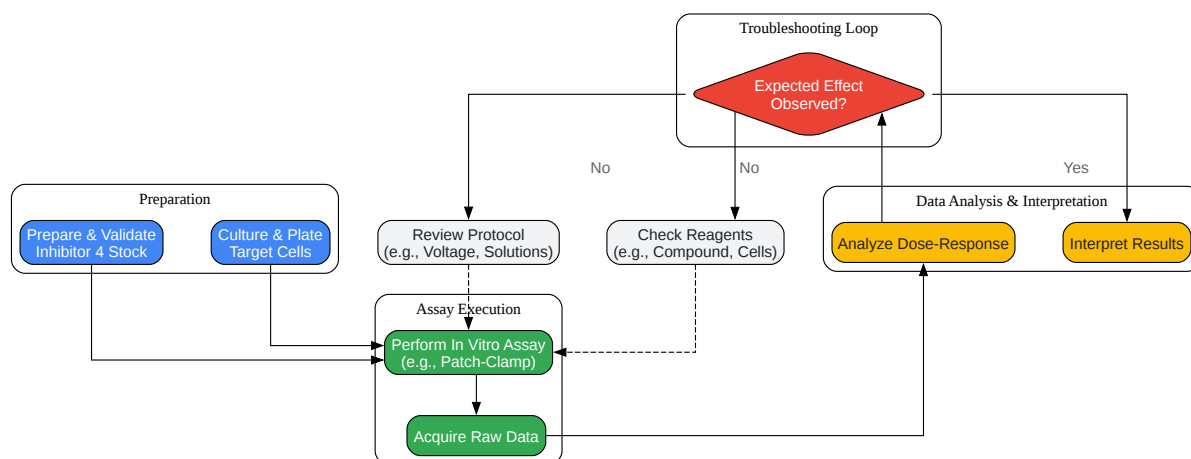 Troubleshooting Loop
Expected Effect
Observed?
No
No
Yes
Preparation
Prepare & Validate
Inhibitor 4 Stock
Culture & Plate
Target Cells
Review Protocol
(e.g., Voltage, Solutions)
Check Reagents
(e.g., Compound, Cells)
Data Analysis & Interpretation
Analyze Dose-Response
Interpret Results
Assay Execution
Perform In Vitro Assay
(e.g., Patch-Clamp)
Acquire Raw Data